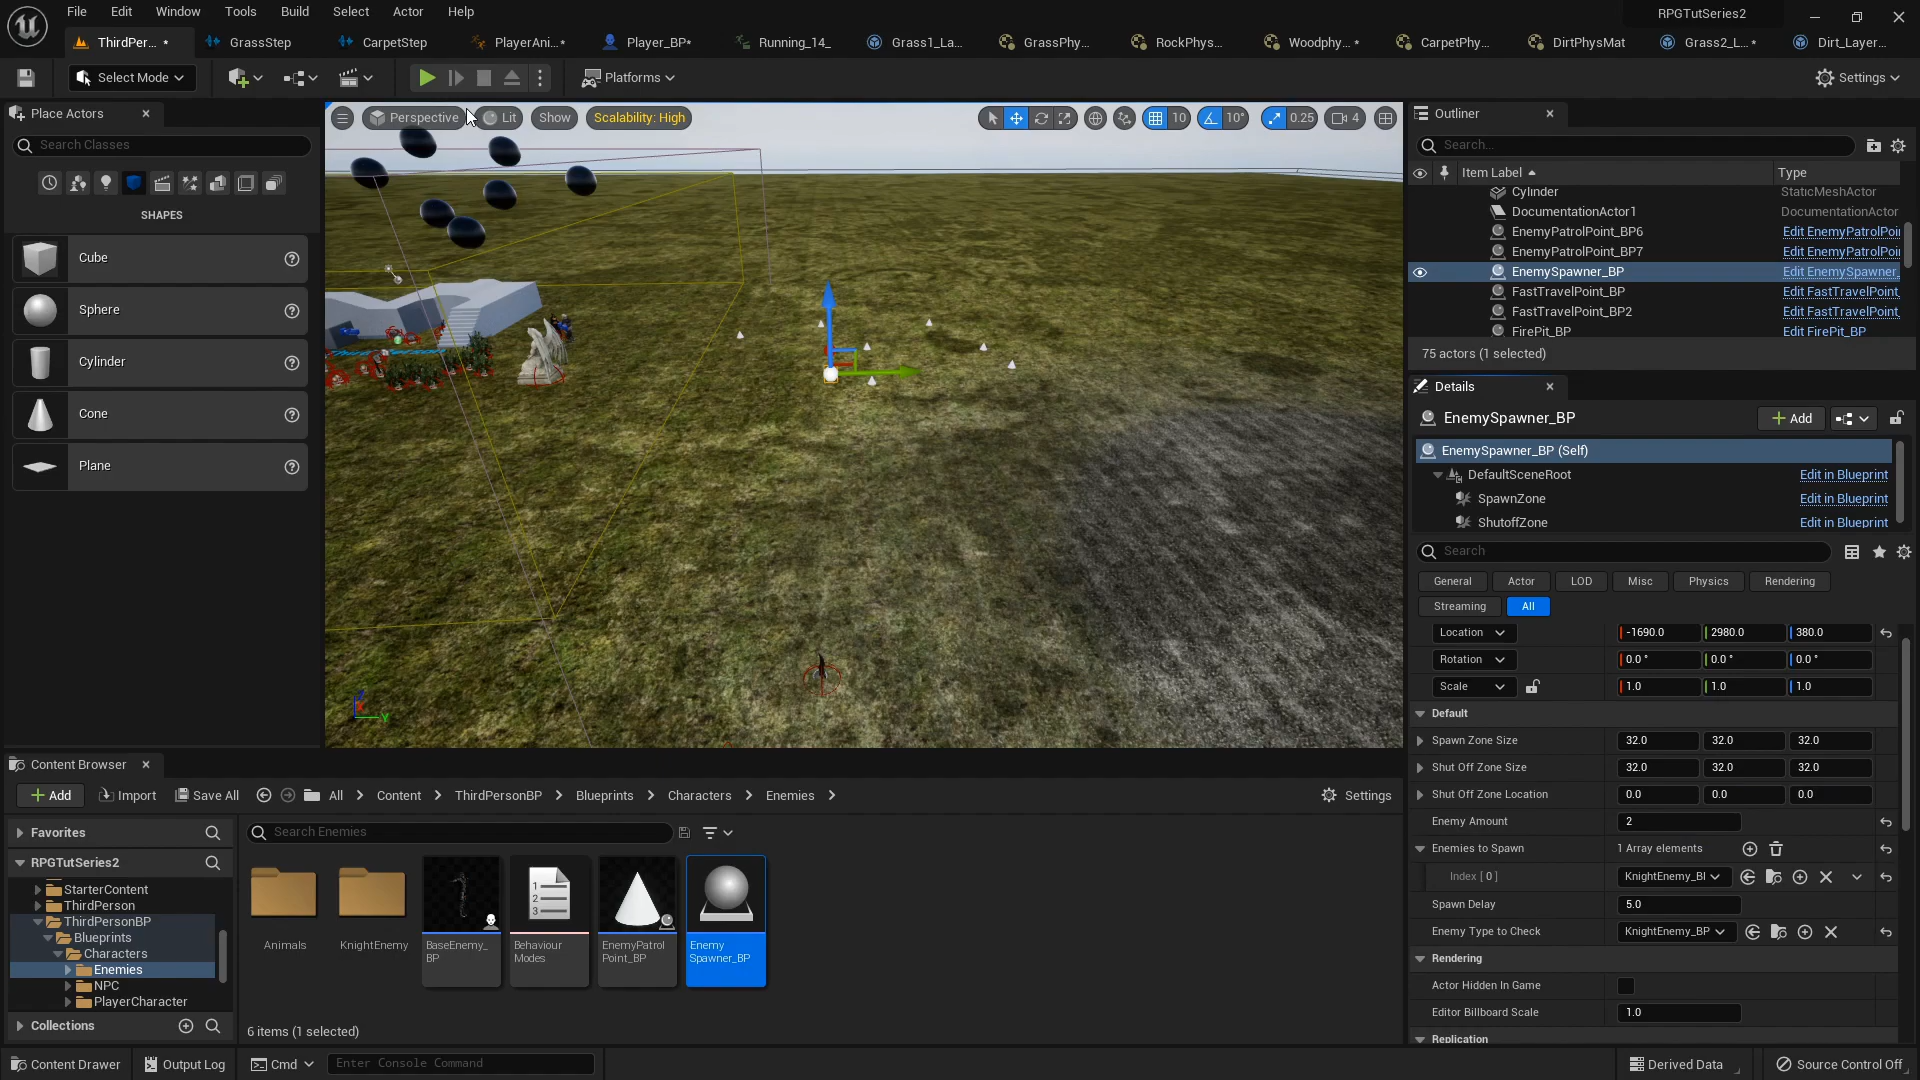 File Edit Window Tools Build Select Actor Help
RPGTutSeries2
ThirdPer... • GrassStep CarpetStep PlayerAni...* Player_BP* Running_14_ Grass1_La... GrassPhy... RockPhys... Woodphy... * CarpetPhy... DirtPhysMat Grass2_L...* Dirt_Layer...
Select Mode Platforms Settings
Place Actors
Search Classes
SHAPES
Cube
Sphere
Cylinder
Cone
Plane
Perspective Lit Show Scalability: High 10 10° 0.25 4
Outliner
Search...
Item Label Type
Cylinder StaticMeshActor
DocumentationActor1 DocumentationActor
EnemyPatrolPoint_BP6 Edit EnemyPatrolPoi
EnemyPatrolPoint_BP7 Edit EnemyPatrolPoi
EnemySpawner_BP Edit EnemySpawner_
FastTravelPoint_BP Edit FastTravelPoint_
FastTravelPoint_BP2 Edit FastTravelPoint_
FirePit_BP Edit FirePit_BP
75 actors (1 selected)
Details
EnemySpawner_BP Add
EnemySpawner_BP (Self)
DefaultSceneRoot Edit in Blueprint
SpawnZone Edit in Blueprint
ShutoffZone Edit in Blueprint
Search
General Actor LOD Misc Physics Rendering
Streaming All
Location -1690.0 2980.0 380.0
Rotation 0.0 ° 0.0 ° 0.0 °
Scale 1.0 1.0 1.0
Default
Spawn Zone Size 32.0 32.0 32.0
Shut Off Zone Size 32.0 32.0 32.0
Shut Off Zone Location 0.0 0.0 0.0
Enemy Amount 2
Enemies to Spawn 1 Array elements
Index [ 0 ] KnightEnemy_BI
Spawn Delay 5.0
Enemy Type to Check KnightEnemy_BP
Rendering
Actor Hidden In Game
Editor Billboard Scale 1.0
Replication
X Y Z
Content Browser
Add Import Save All All Content ThirdPersonBP Blueprints Characters Enemies Settings
Favorites
Search Enemies
RPGTutSeries2
StarterContent
ThirdPerson
ThirdPersonBP
Blueprints
Characters
Enemies
NPC
PlayerCharacter
Collections
Animals
KnightEnemy
BaseEnemy_
BP
Behaviour
Modes
EnemyPatrol
Point_BP
Enemy
Spawner_BP
6 items (1 selected)
Content Drawer Output Log Cmd Enter Console Command Derived Data Source Control Off